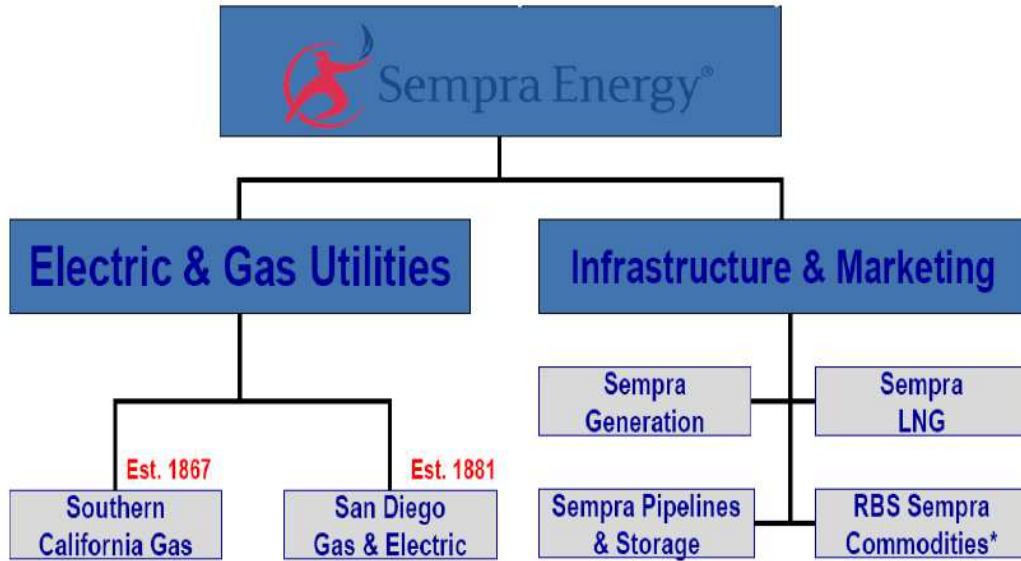 Sempra Energy®
Electric & Gas Utilities
Infrastructure & Marketing
Sempra
Generation
Sempra
LNG
Est. 1867
Est. 1881
Southern
California Gas
San Diego
Gas & Electric
Sempra Pipelines
& Storage
RBS Sempra
Commodities*